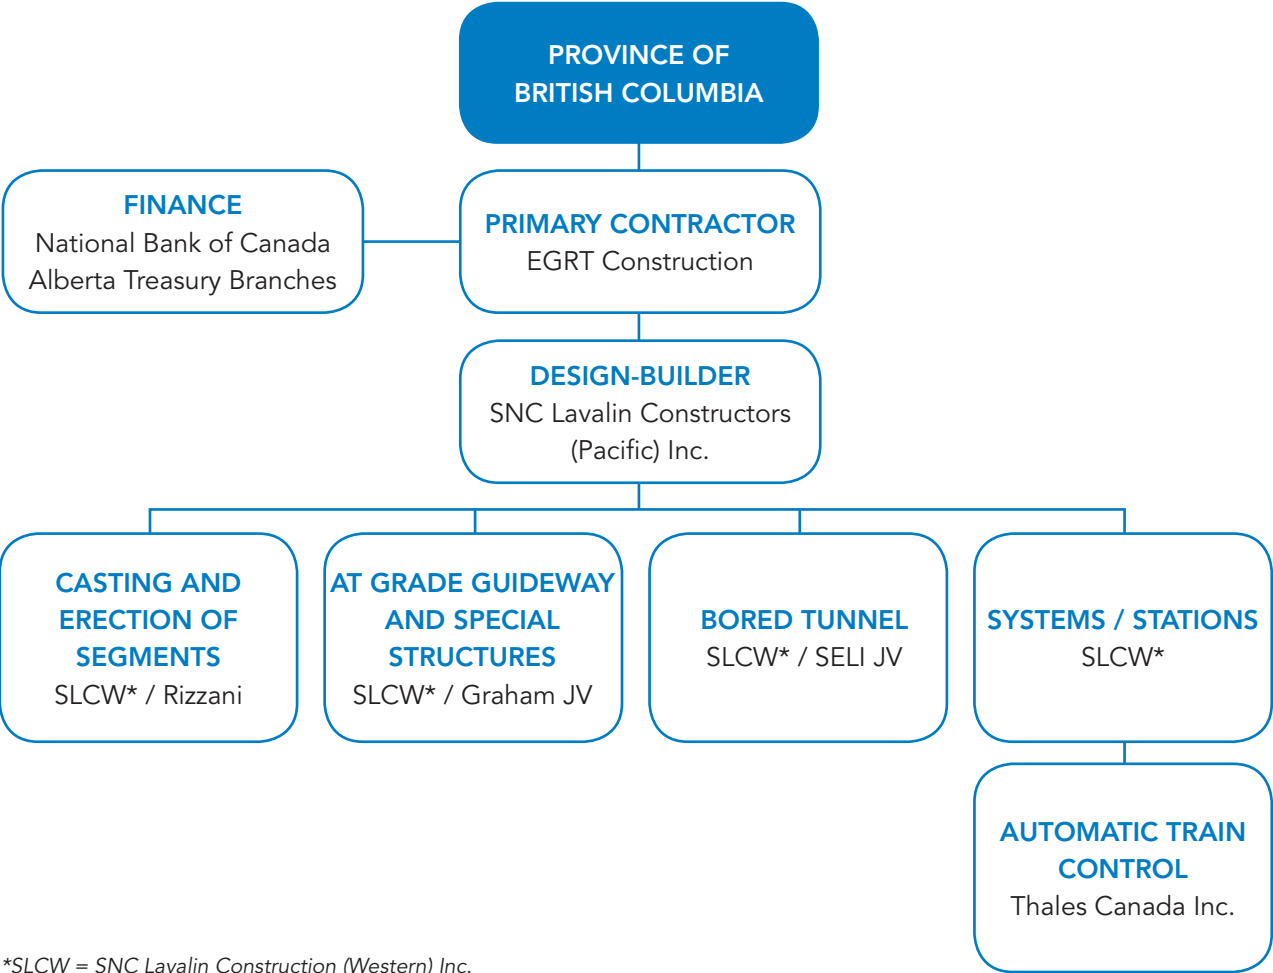 PROVINCE OF
BRITISH COLUMBIA
FINANCE
National Bank of Canada
Alberta Treasury Branches
PRIMARY CONTRACTOR
EGRT Construction
DESIGN-BUILDER
SNC Lavalin Constructors
(Pacific) Inc.
CASTING AND
ERECTION OF
SEGMENTS
SLCW* / Rizzani
AT GRADE GUIDEWAY
AND SPECIAL
STRUCTURES
SLCW* / Graham JV
BORED TUNNEL
SLCW* / SELI JV
SYSTEMS / STATIONS
SLCW*
AUTOMATIC TRAIN
CONTROL
Thales Canada Inc.
*SLCW = SNC Lavalin Construction (Western) Inc.